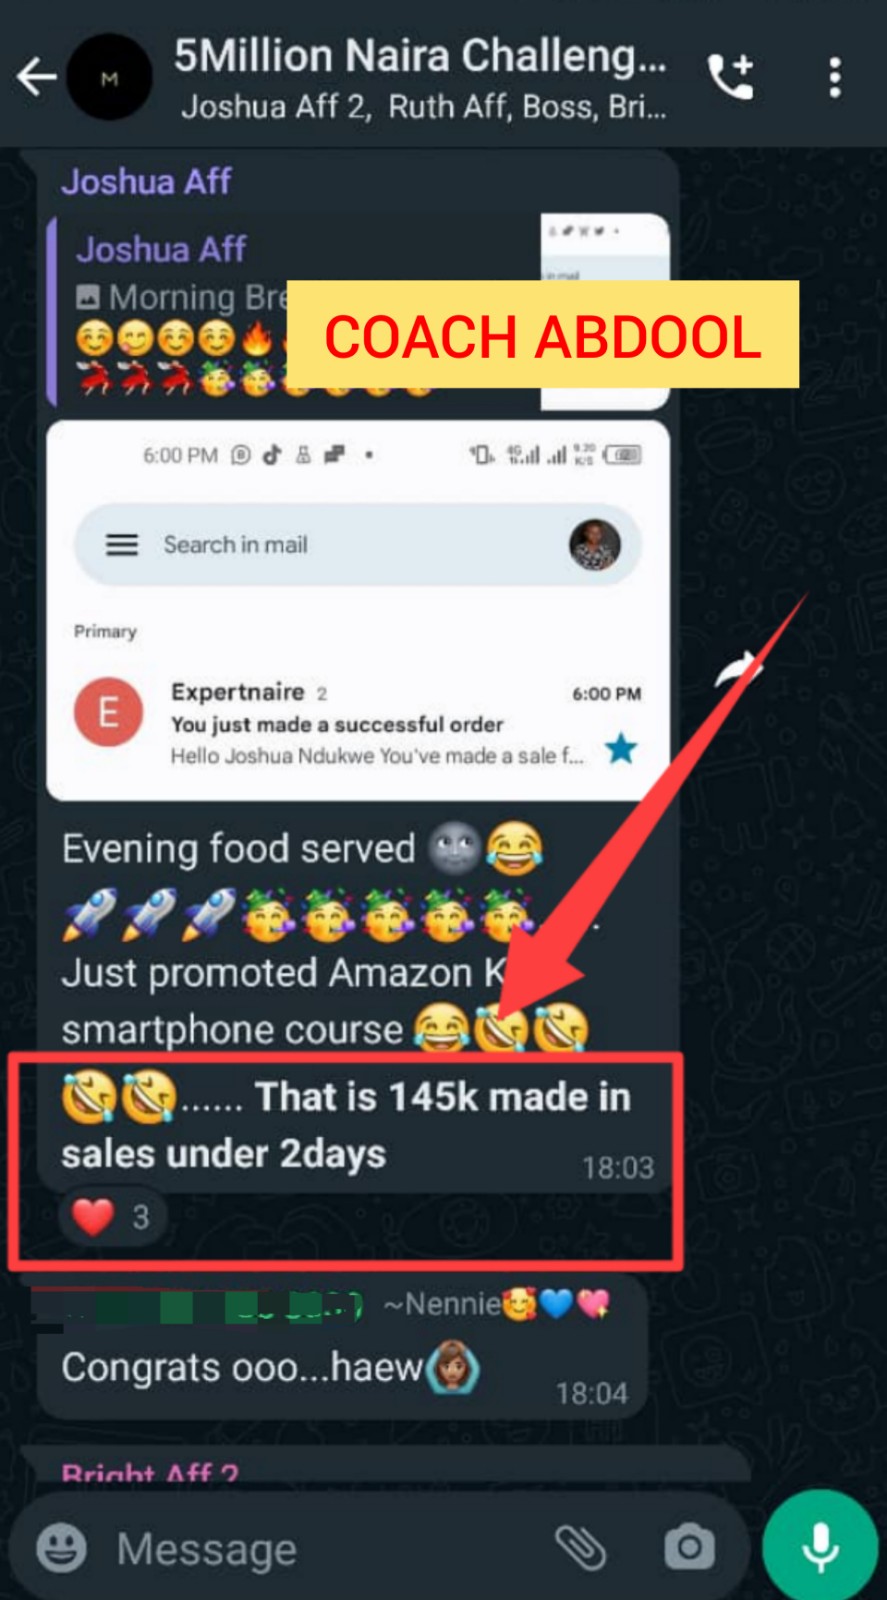 5Million Naira Challeng...
Joshua Aff 2, Ruth Aff, Boss, Bri...
Joshua Aff
Joshua Aff
Morning Bre
COACH ABDOOL
6:00 PM
Search in mail
Primary
Expertnaire 2 6:00 PM
You just made a successful order
Hello Joshua Ndukwe You've made a sale f...
Evening food served 🌚😂
🚀🚀🚀🥳🥳🥳🥳🥳
Just promoted Amazon K
smartphone course 😂🤣🤣
🤣🤣...... That is 145k made in
sales under 2days 18:03
❤️ 3
~Nennie🥰💙💖
Congrats ooo...haew🙆🏽‍♀️
18:04
Bright Aff 2
Message